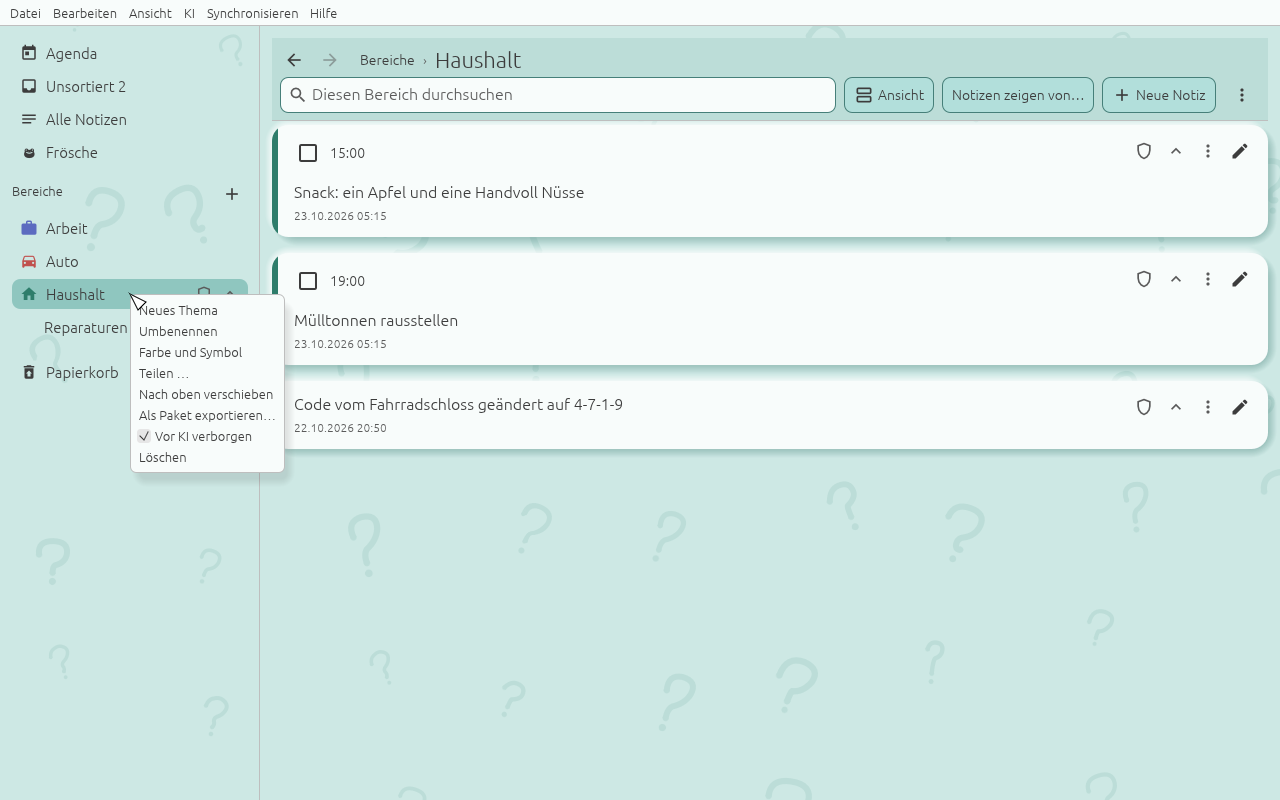 Datei Bearbeiten Ansicht KI Synchronisieren Hilfe
Agenda
Unsortiert 2
Alle Notizen
Frösche
Bereiche
Arbeit
Auto
Haushalt
Reparaturen
Papierkorb
Neues Thema
Umbenennen
Farbe und Symbol
Teilen …
Nach oben verschieben
Als Paket exportieren…
Vor KI verborgen
Löschen
Bereiche › Haushalt
Diesen Bereich durchsuchen
Ansicht
Notizen zeigen von…
Neue Notiz
15:00
Snack: ein Apfel und eine Handvoll Nüsse
23.10.2026 05:15
19:00
Mülltonnen rausstellen
23.10.2026 05:15
Code vom Fahrradschloss geändert auf 4-7-1-9
22.10.2026 20:50